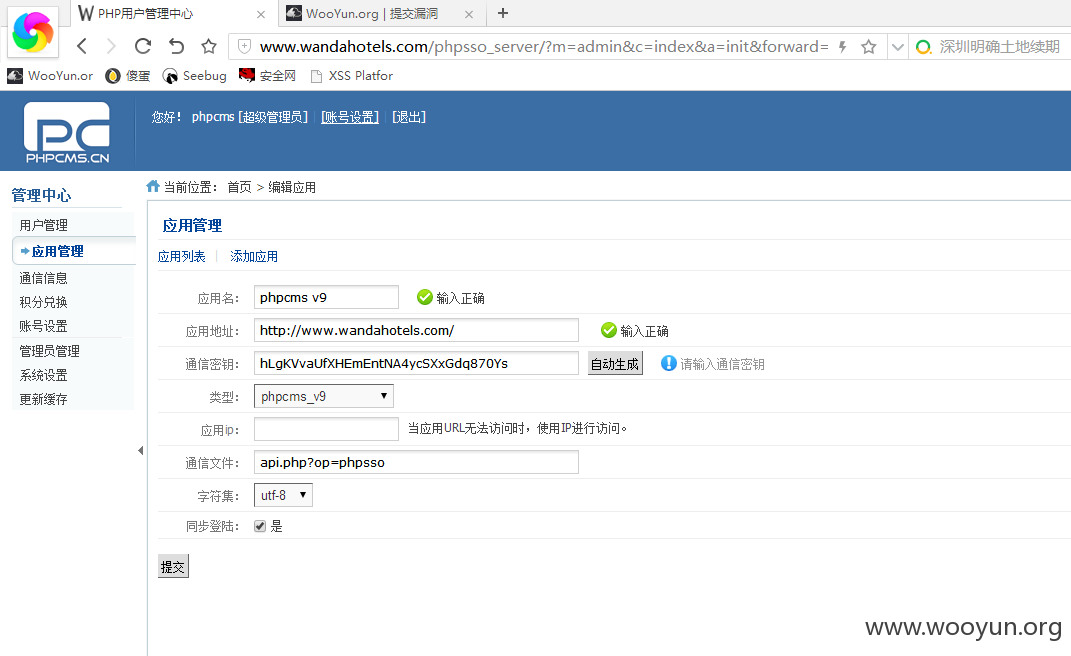 PHP用户管理中心
WooYun.org | 提交漏洞
www.wandahotels.com/phpsso_server/?m=admin&c=index&a=init&forward=
深圳明确土地续期
WooYun.or 傻蛋 Seebug 安全网 XSS Platfor
您好! phpcms [超级管理员] [账号设置] [退出]
PC
PHPCMS.CN
管理中心
用户管理
应用管理
通信信息
积分兑换
账号设置
管理员管理
系统设置
更新缓存
当前位置: 首页 > 编辑应用
应用管理
应用列表 添加应用
应用名: phpcms v9 输入正确
应用地址: http://www.wandahotels.com/ 输入正确
通信密钥: hLgKVvaUfXHEmEntNA4ycSXxGdq870Ys 自动生成 请输入通信密钥
类型: phpcms_v9
应用ip: 当应用URL无法访问时，使用IP进行访问。
通信文件: api.php?op=phpsso
字符集: utf-8
同步登陆: 是
提交
www.wooyun.org